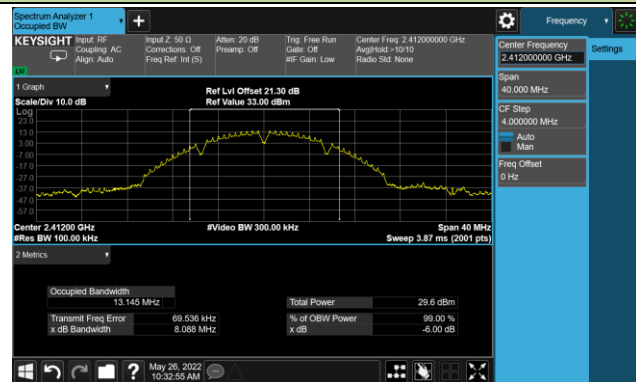 Spectrum Analyzer 1
Occupied BW
Frequency
KEYSIGHT
Input: RF
Coupling: AC
Align: Auto
Input Z: 50 Ω
Corrections: Off
Freq Ref: Int (S)
Atten: 20 dB
Preamp: Off
Trig: Free Run
Gate: Off
#IF Gain: Low
Center Freq: 2.412000000 GHz
Avg|Hold:>10/10
Radio Std: None
LW
Center Frequency
2.412000000 GHz
Settings
Span
40.000 MHz
CF Step
4.000000 MHz
Auto
Man
Freq Offset
0 Hz
1 Graph
Scale/Div 10.0 dB
Ref Lvl Offset 21.30 dB
Ref Value 33.00 dBm
Log
23.0
13.0
3.00
-7.00
-17.0
-27.0
-37.0
-47.0
-57.0
Center 2.41200 GHz
#Res BW 100.00 kHz
#Video BW 300.00 kHz
Span 40 MHz
Sweep 3.87 ms (2001 pts)
2 Metrics
Occupied Bandwidth
13.145 MHz
Total Power 29.6 dBm
Transmit Freq Error 69.536 kHz
% of OBW Power 99.00 %
x dB Bandwidth 8.088 MHz
x dB -6.00 dB
?
May 26, 2022
10:32:55 AM